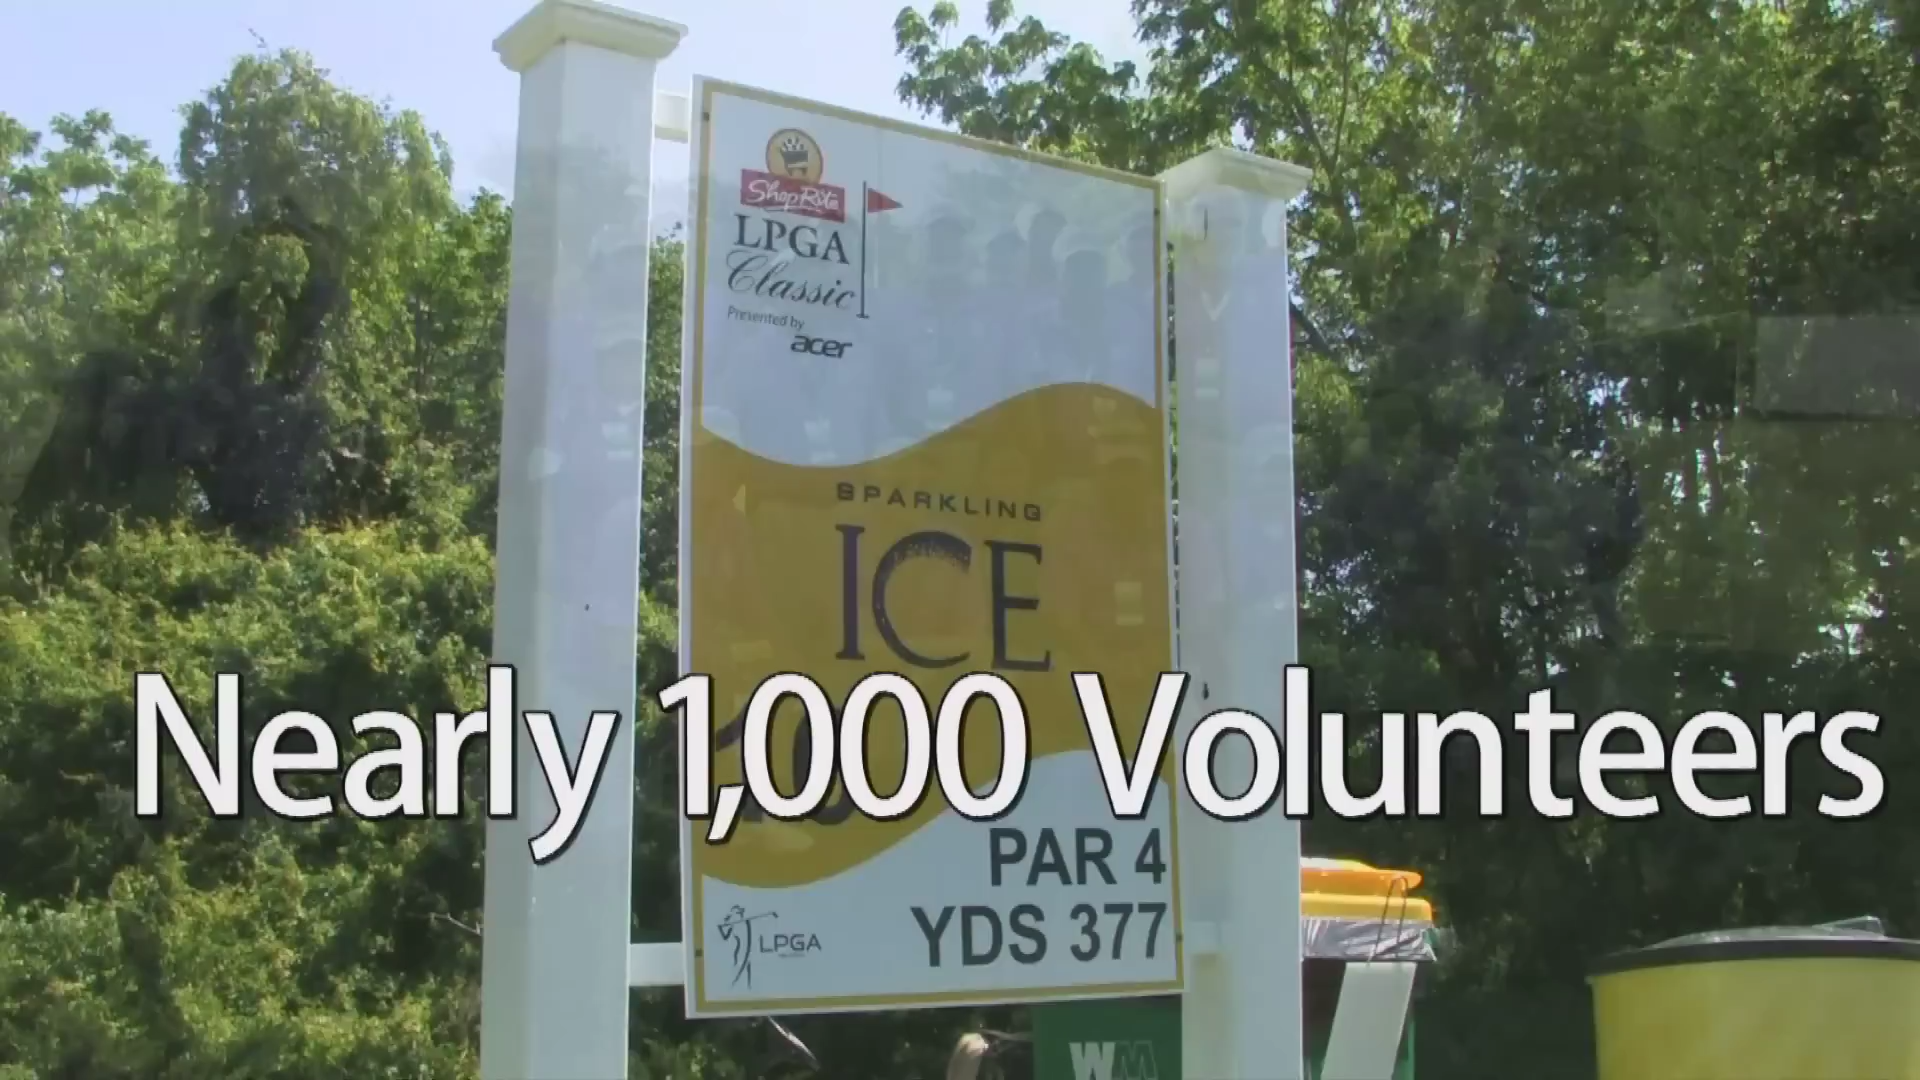 ShopRite
LPGA
Classic
Presented by
acer
SPARKLING
ICE
Nearly 1,000 Volunteers
PAR 4
YDS 377
LPGA
WM